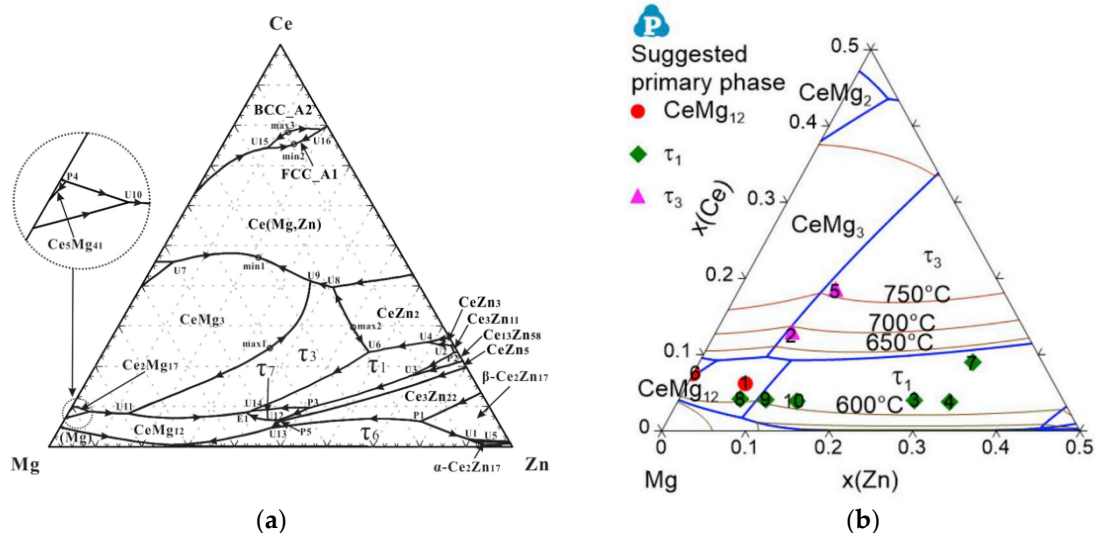 Ce
BCC_A2
max3
U15
U16
min2
FCC_A1
P4
U10
Ce5Mg41
Ce(Mg,Zn)
U7
min1
U9
U8
CeMg3
CeZn2
max2
CeZn3
Ce3Zn11
Ce13Zn58
CeZn5
U4
U2
P2
U3
U6
max1
τ3
τ1
τ7
Ce2Mg17
Ce3Zn22
β-Ce2Zn17
U11
U14
P3
E1
U12
CeMg12
U13
P5
P1
τ6
U1
U5
(Mg)
Mg
Zn
α-Ce2Zn17
(a)
P
Suggested
primary phase
CeMg12
τ1
τ3
0.5
CeMg2
0.4
x(Ce)
0.3
CeMg3
τ3
0.2
5
750°C
2
700°C
650°C
0.1
6
1
7
CeMg12
τ1
8
9
10
3
4
600°C
0
0
0.1
0.2
0.3
0.4
0.5
Mg
x(Zn)
(b)